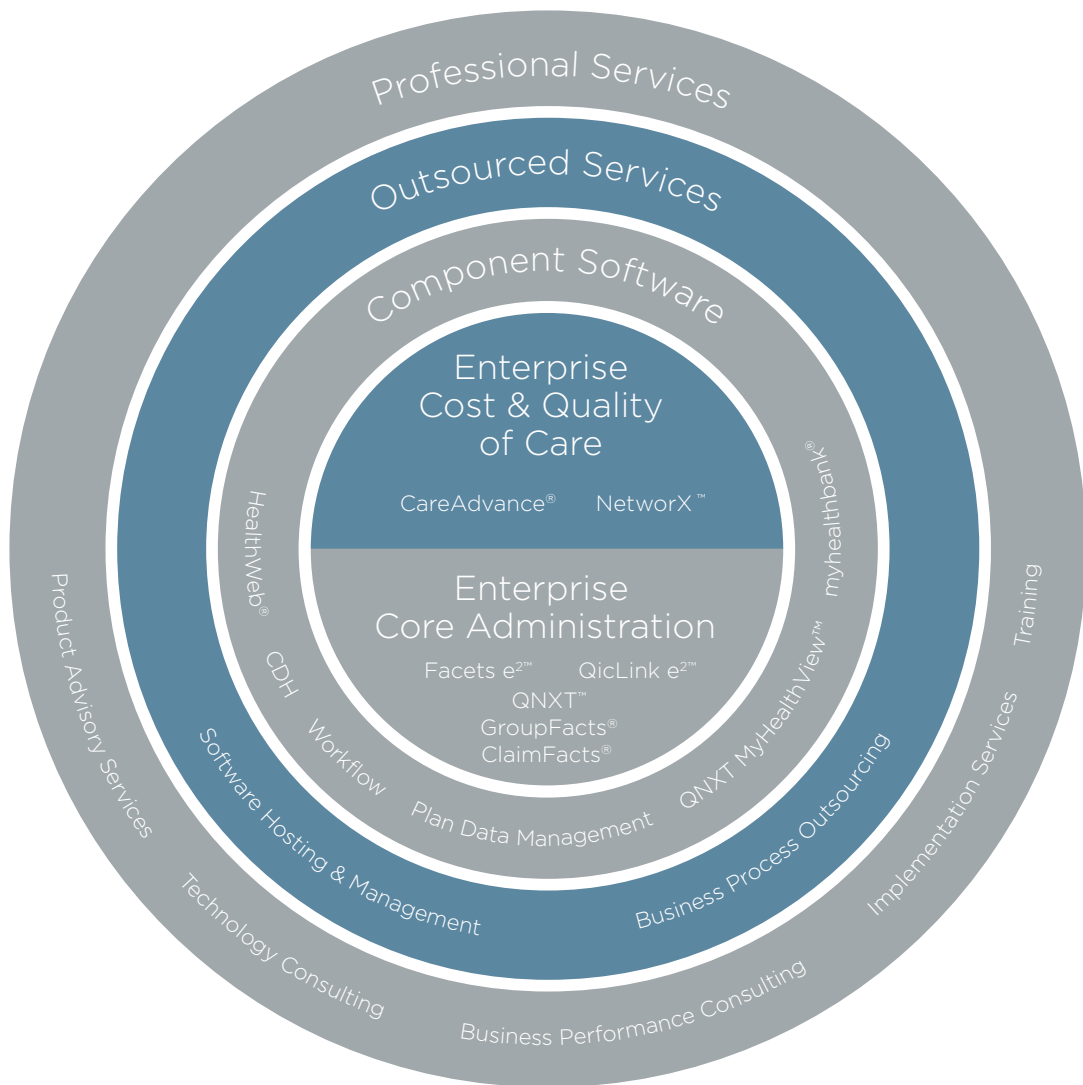 Professional Services
Outsourced Services
Component Software
Enterprise
Cost & Quality
of Care
CareAdvance® NetworX™
Enterprise
Core Administration
Facets e²™ QicLink e²™
QNXT™
GroupFacts®
ClaimFacts®
HealthWeb®
CDH
Workflow
Plan Data Management
QNXT MyHealthView™
myhealthbank®
Software Hosting & Management
Business Process Outsourcing
Product Advisory Services
Technology Consulting
Business Performance Consulting
Implementation Services
Training